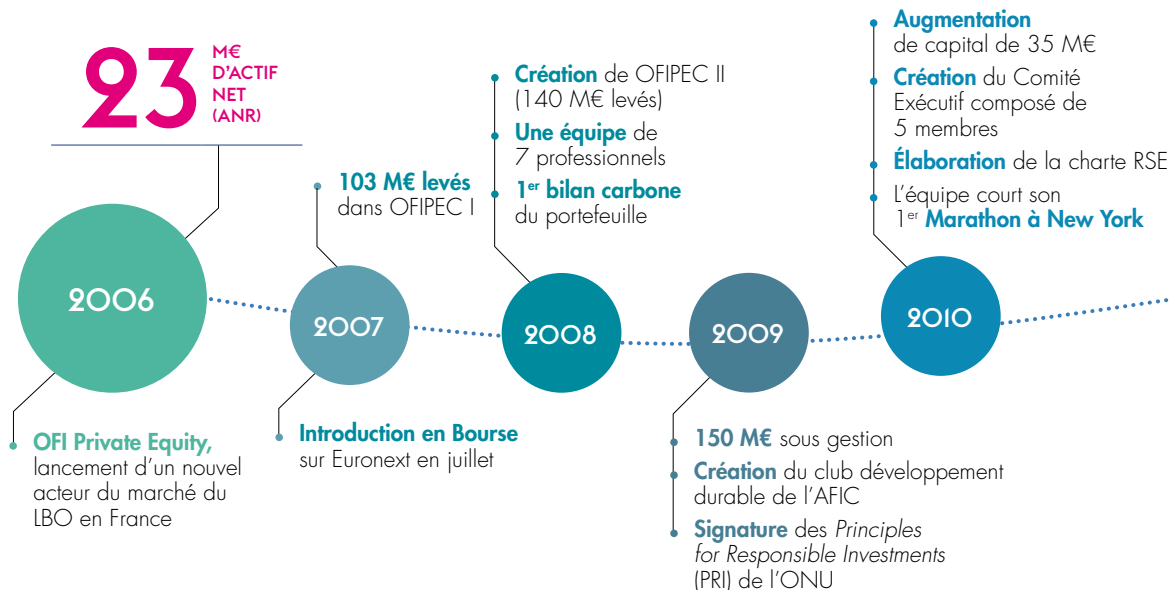 23
M€
D'ACTIF
NET
(ANR)
2006
OFI Private Equity,
lancement d'un nouvel
acteur du marché du
LBO en France
103 M€ levés
dans OFIPEC I
2007
Introduction en Bourse
sur Euronext en juillet
Création de OFIPEC II
(140 M€ levés)
Une équipe de
7 professionnels
1er bilan carbone
du portefeuille
2008
2009
150 M€ sous gestion
Création du club développement
durable de l'AFIC
Signature des Principles
for Responsible Investments
(PRI) de l'ONU
Augmentation
de capital de 35 M€
Création du Comité
Exécutif composé de
5 membres
Élaboration de la charte RSE
L'équipe court son
1er Marathon à New York
2010